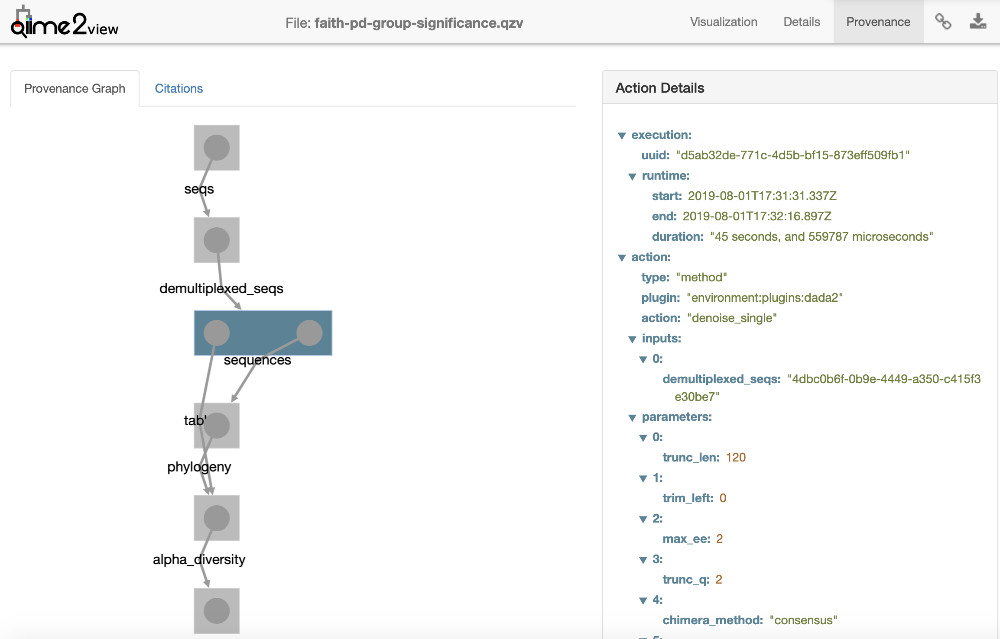 qiime2view
File: faith-pd-group-significance.qzv
Visualization
Details
Provenance
Provenance Graph
Citations
seqs
demultiplexed_seqs
sequences
phylogeny
alpha_diversity
Action Details
execution:
uuid: "d5ab32de-771c-4d5b-bf15-873eff509fb1"
runtime:
start: 2019-08-01T17:31:31.337Z
end: 2019-08-01T17:32:16.897Z
duration: "45 seconds, and 559787 microseconds"
action:
type: "method"
plugin: "environment:plugins:dada2"
action: "denoise_single"
inputs:
0:
demultiplexed_seqs: "4dbc0b6f-0b9e-4449-a350-c415f3
e30be7"
parameters:
0:
trunc_len: 120
1:
trim_left: 0
2:
max_ee: 2
3:
trunc_q: 2
4:
chimera_method: "consensus"